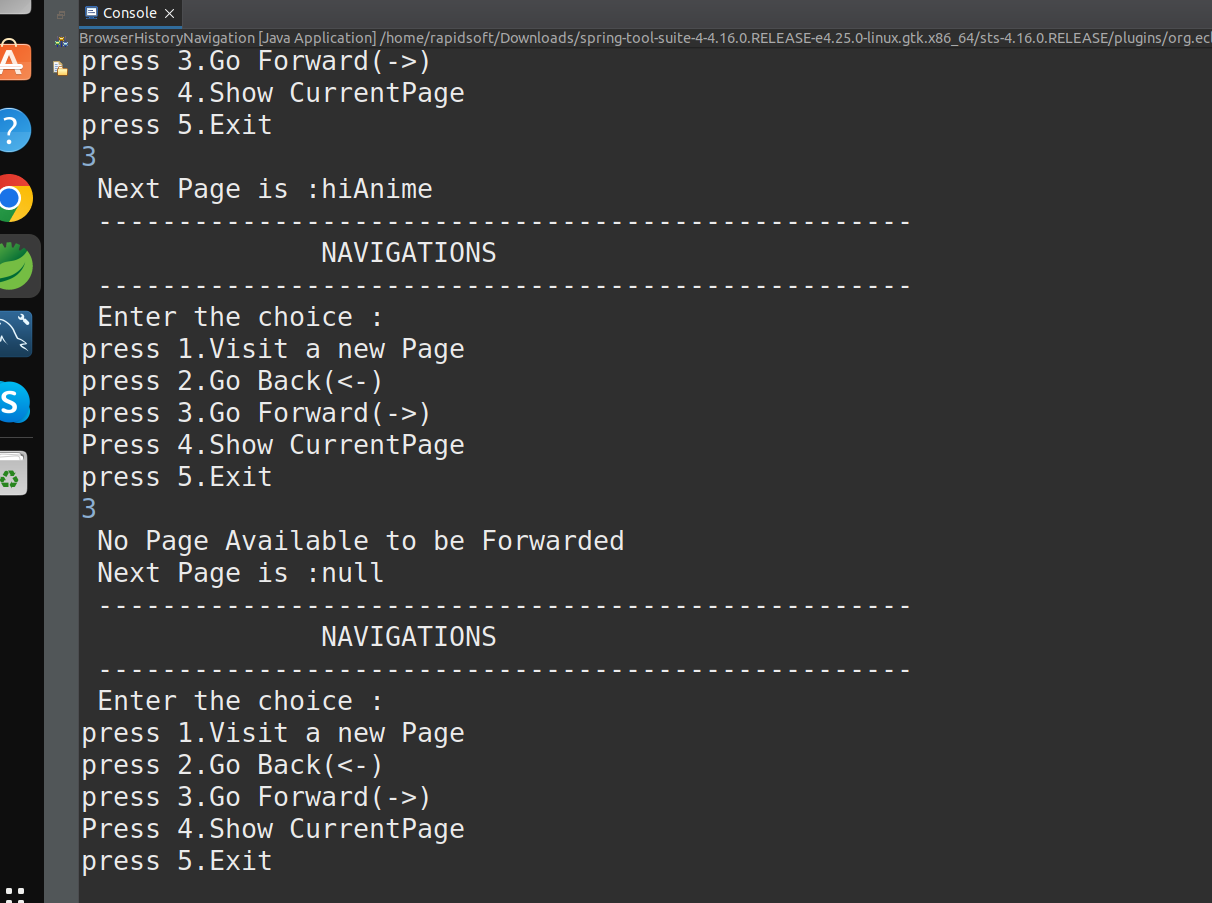 Console
BrowserHistoryNavigation [Java Application] /home/rapidsoft/Downloads/spring-tool-suite-4-4.16.0.RELEASE-e4.25.0-linux.gtk.x86_64/sts-4.16.0.RELEASE/plugins/org.ecl
press 3.Go Forward(->)
Press 4.Show CurrentPage
press 5.Exit
3
Next Page is :hiAnime
---------------------------------------------------
NAVIGATIONS
---------------------------------------------------
Enter the choice :
press 1.Visit a new Page
press 2.Go Back(<-)
press 3.Go Forward(->)
Press 4.Show CurrentPage
press 5.Exit
3
No Page Available to be Forwarded
Next Page is :null
---------------------------------------------------
NAVIGATIONS
---------------------------------------------------
Enter the choice :
press 1.Visit a new Page
press 2.Go Back(<-)
press 3.Go Forward(->)
Press 4.Show CurrentPage
press 5.Exit